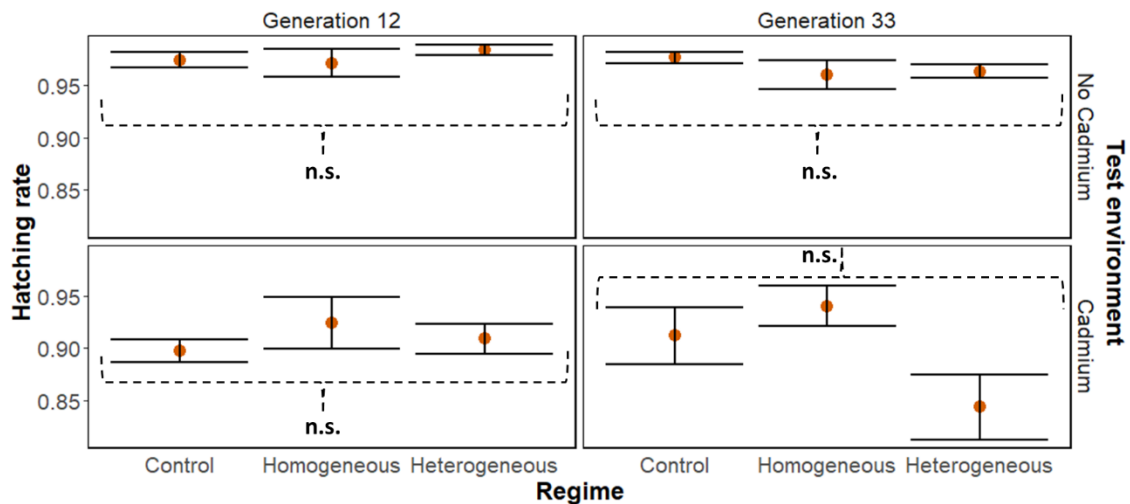 Generation 12
Generation 33
0.95
0.90
0.85
n.s.
n.s.
No Cadmium
0.95
0.90
0.85
n.s.
n.s.
Cadmium
Hatching rate
Test environment
Control
Homogeneous
Heterogeneous
Control
Homogeneous
Heterogeneous
Regime